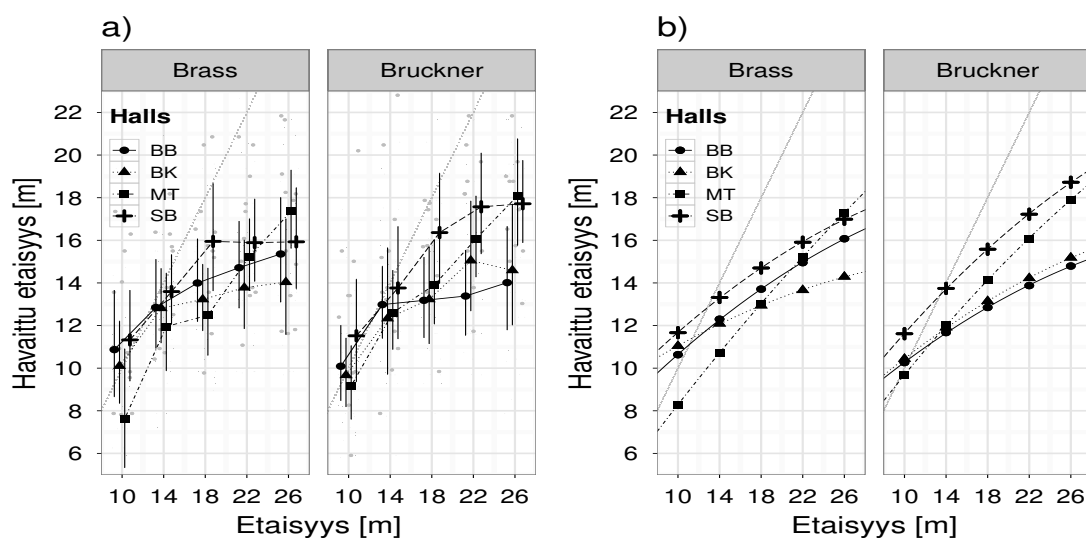 a)
b)
Brass
Bruckner
Brass
Bruckner
Havaittu etaisyys [m]
22
20
18
16
14
12
10
8
6
Halls
BB
BK
MT
SB
10 14 18 22 26
10 14 18 22 26
Etaisyys [m]
Havaittu etaisyys [m]
22
20
18
16
14
12
10
8
6
Halls
BB
BK
MT
SB
10 14 18 22 26
10 14 18 22 26
Etaisyys [m]